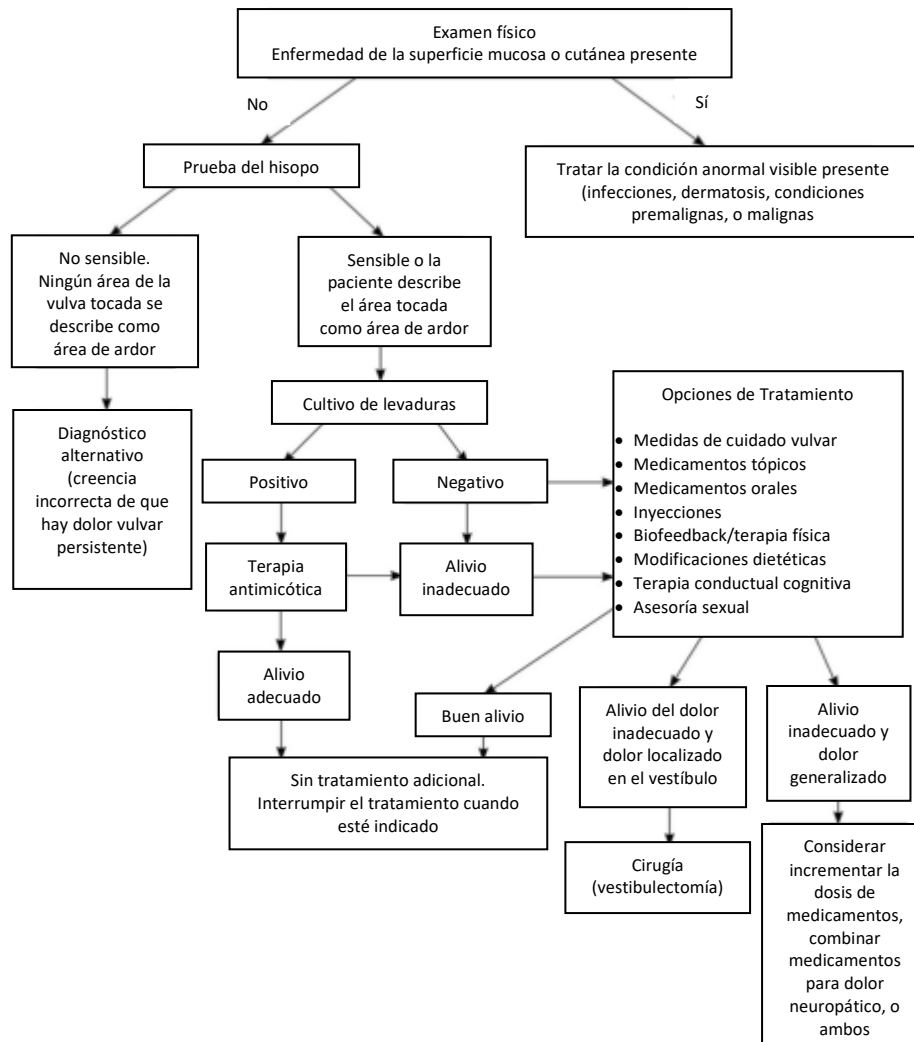 Examen físico
Enfermedad de la superficie mucosa o cutánea presente
No
Sí
Prueba del hisopo
Tratar la condición anormal visible presente
(infecciones, dermatosis, condiciones
premalignas, o malignas
No sensible.
Ningún área de la
vulva tocada se
describe como
área de ardor
Sensible o la
paciente describe
el área tocada
como área de ardor
Diagnóstico
alternativo
(creencia
incorrecta de que
hay dolor vulvar
persistente)
Cultivo de levaduras
Positivo
Negativo
Terapia
antimicótica
Alivio
inadecuado
Opciones de Tratamiento
• Medidas de cuidado vulvar
• Medicamentos tópicos
• Medicamentos orales
• Inyecciones
• Biofeedback/terapia física
• Modificaciones dietéticas
• Terapia conductual cognitiva
• Asesoría sexual
Alivio
adecuado
Buen alivio
Alivio del dolor
inadecuado y
dolor localizado
en el vestíbulo
Alivio
inadecuado y
dolor
generalizado
Sin tratamiento adicional.
Interrumpir el tratamiento cuando
esté indicado
Cirugía
(vestibulectomía)
Considerar
incrementar la
dosis de
medicamentos,
combinar
medicamentos
para dolor
neuropático, o
ambos